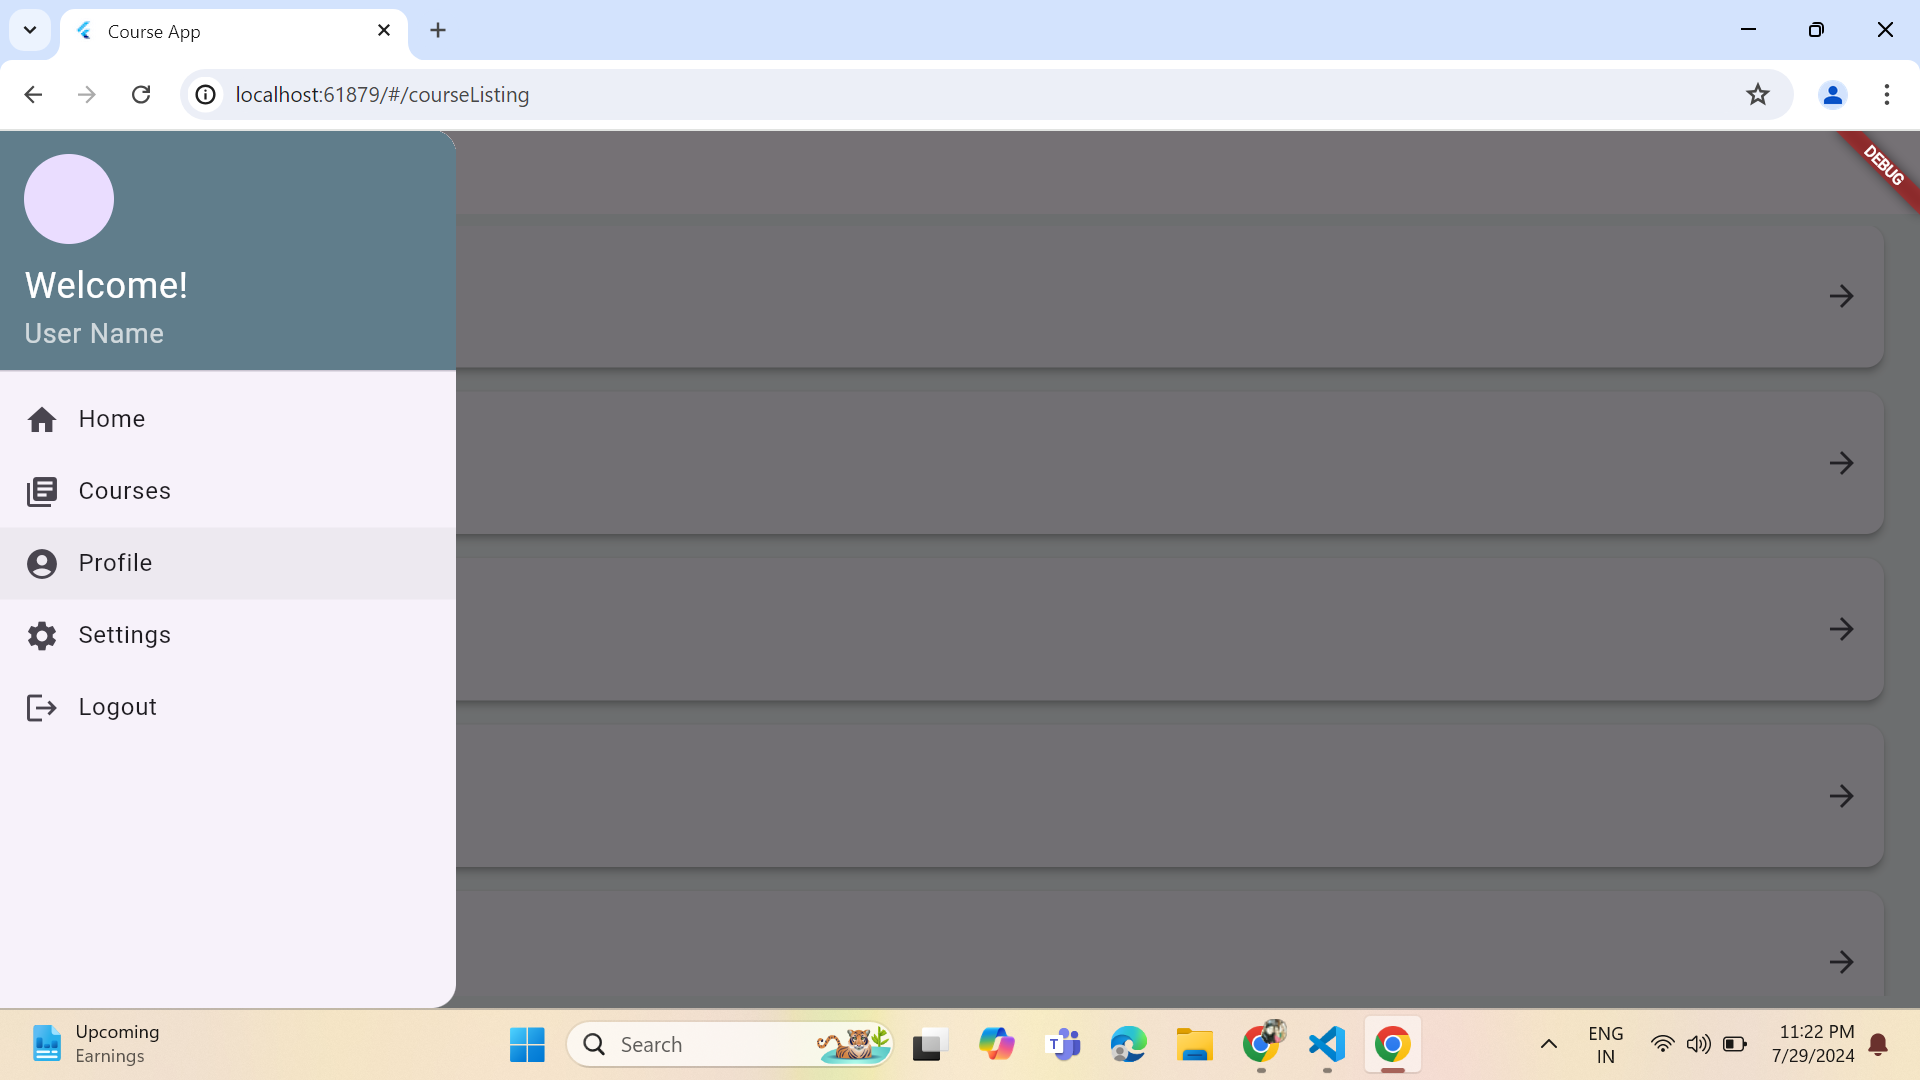 Course App
localhost:61879/#/courseListing
DEBUG
Welcome!
User Name
Home
Courses
Profile
Settings
Logout
Upcoming
Earnings
Search
ENG
IN
11:22 PM
7/29/2024